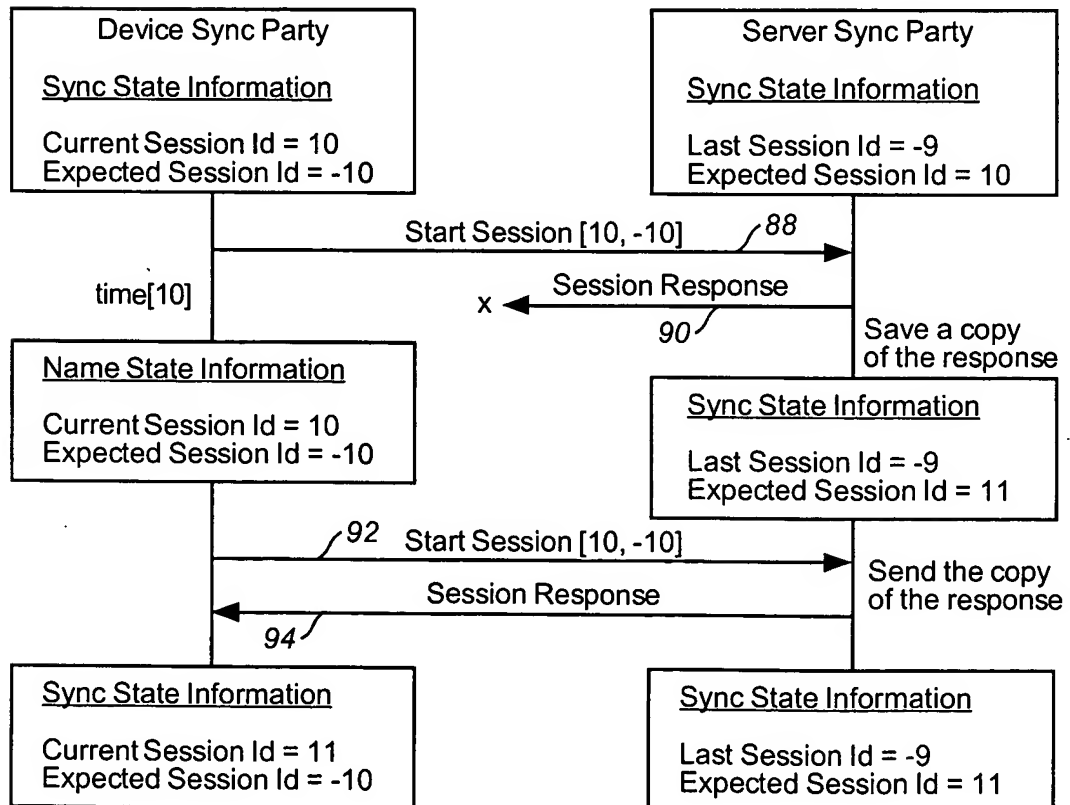 Device Sync Party
Sync State Information
Current Session Id = 10
Expected Session Id = -10
Server Sync Party
Sync State Information
Last Session Id = -9
Expected Session Id = 10
Start Session [10, -10]
88
time[10]
Session Response
x
90
Save a copy
of the response
Name State Information
Current Session Id = 10
Expected Session Id = -10
Sync State Information
Last Session Id = -9
Expected Session Id = 11
92
Start Session [10, -10]
Send the copy
of the response
Session Response
94
Sync State Information
Current Session Id = 11
Expected Session Id = -10
Sync State Information
Last Session Id = -9
Expected Session Id = 11